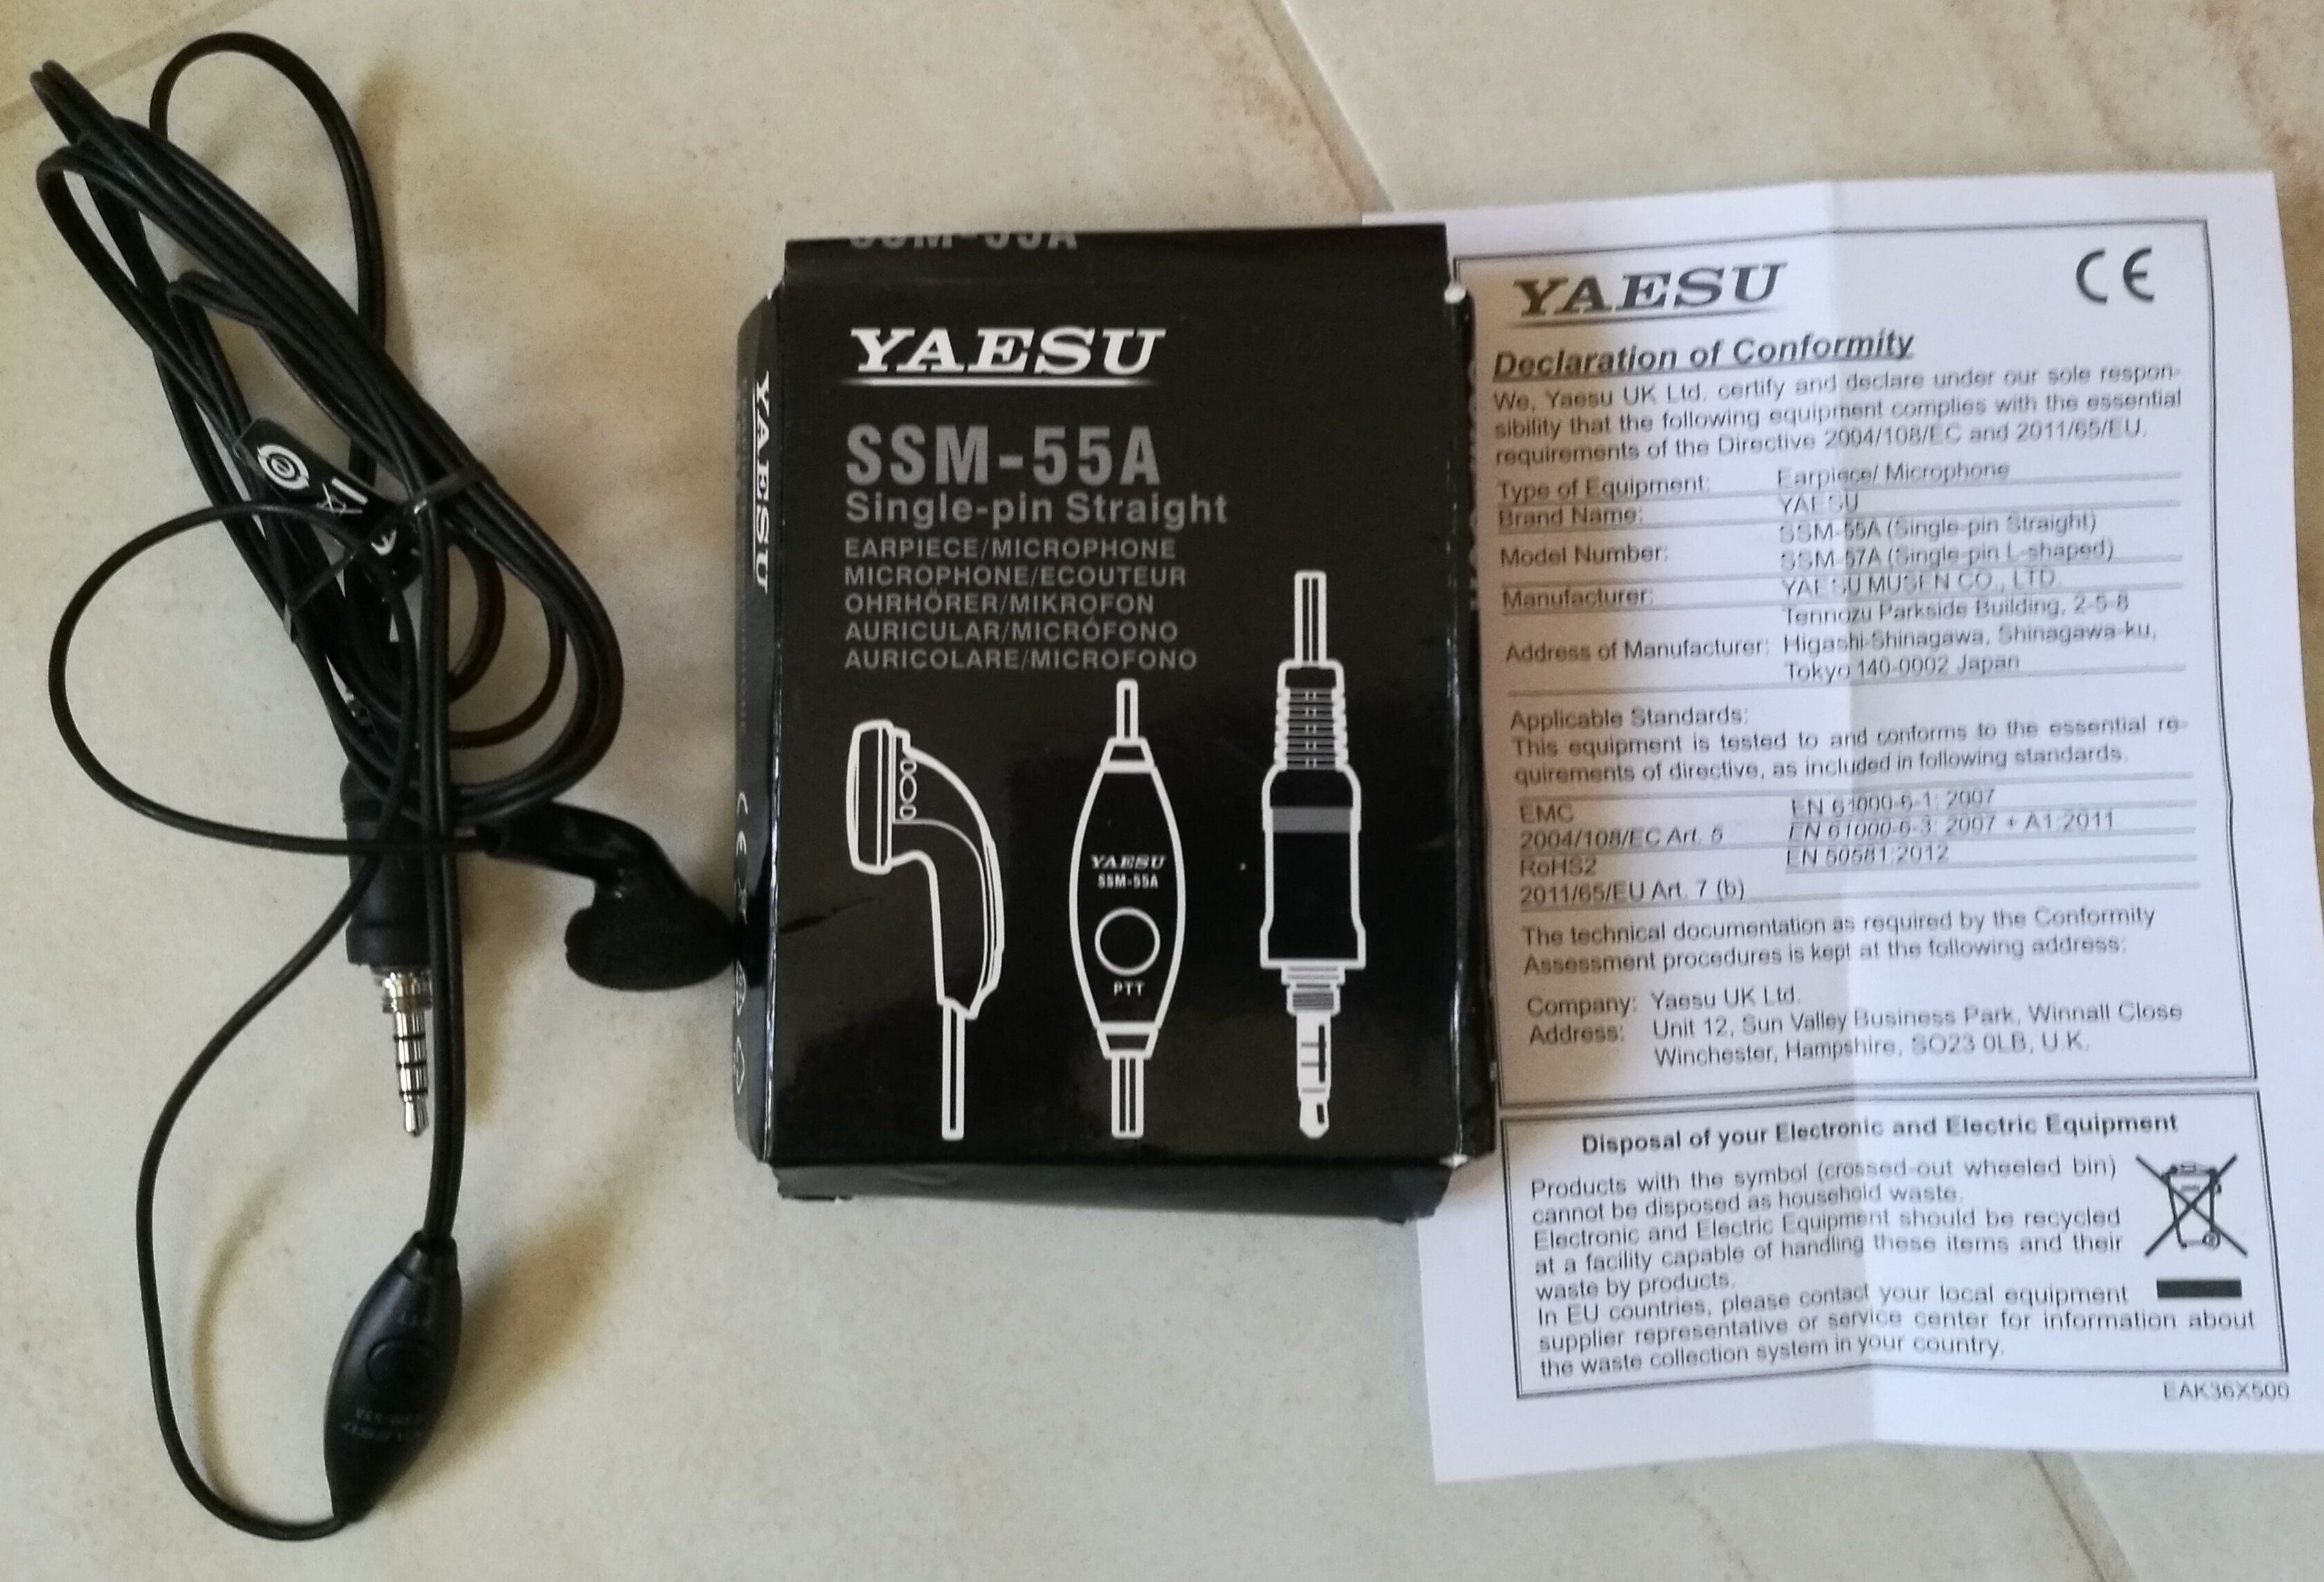 SSM-55A
YAESU
SSM-55A
Single-pin Straight
EARPIECE/MICROPHONE
MICROPHONE/ECOUTEUR
OHRHÖRER/MIKROFON
AURICULAR/MICRÓFONO
AURICOLARE/MICROFONO
YAESU
SSM-55A
PTT
YAESU
CE
PTT
YAESU
CE
Declaration of Conformity
We, Yaesu UK Ltd. certify and declare under our sole respon-
sibility that the following equipment complies with the essential
requirements of the Directive 2004/108/EC and 2011/65/EU.
Type of Equipment: Earpiece/ Microphone
Brand Name: YAESU
Model Number: SSM-55A (Single-pin Straight)
SSM-57A (Single-pin L-shaped)
Manufacturer: YAESU MUSEN CO., LTD.
Address of Manufacturer: Tennozu Parkside Building, 2-5-8
Higashi-Shinagawa, Shinagawa-ku,
Tokyo 140-0002 Japan
Applicable Standards:
This equipment is tested to and conforms to the essential re-
quirements of directive, as included in following standards.
EMC EN 61000-6-1: 2007
2004/108/EC Art. 5 EN 61000-6-3: 2007 + A1:2011
RoHS2 EN 50581:2012
2011/65/EU Art. 7 (b)
The technical documentation as required by the Conformity
Assessment procedures is kept at the following address:
Company: Yaesu UK Ltd.
Address: Unit 12, Sun Valley Business Park, Winnall Close
Winchester, Hampshire, SO23 0LB, U.K.
Disposal of your Electronic and Electric Equipment
Products with the symbol (crossed-out wheeled bin)
cannot be disposed as household waste.
Electronic and Electric Equipment should be recycled
at a facility capable of handling these items and their
waste by products.
In EU countries, please contact your local equipment
supplier representative or service center for information about
the waste collection system in your country.
EAK36X500